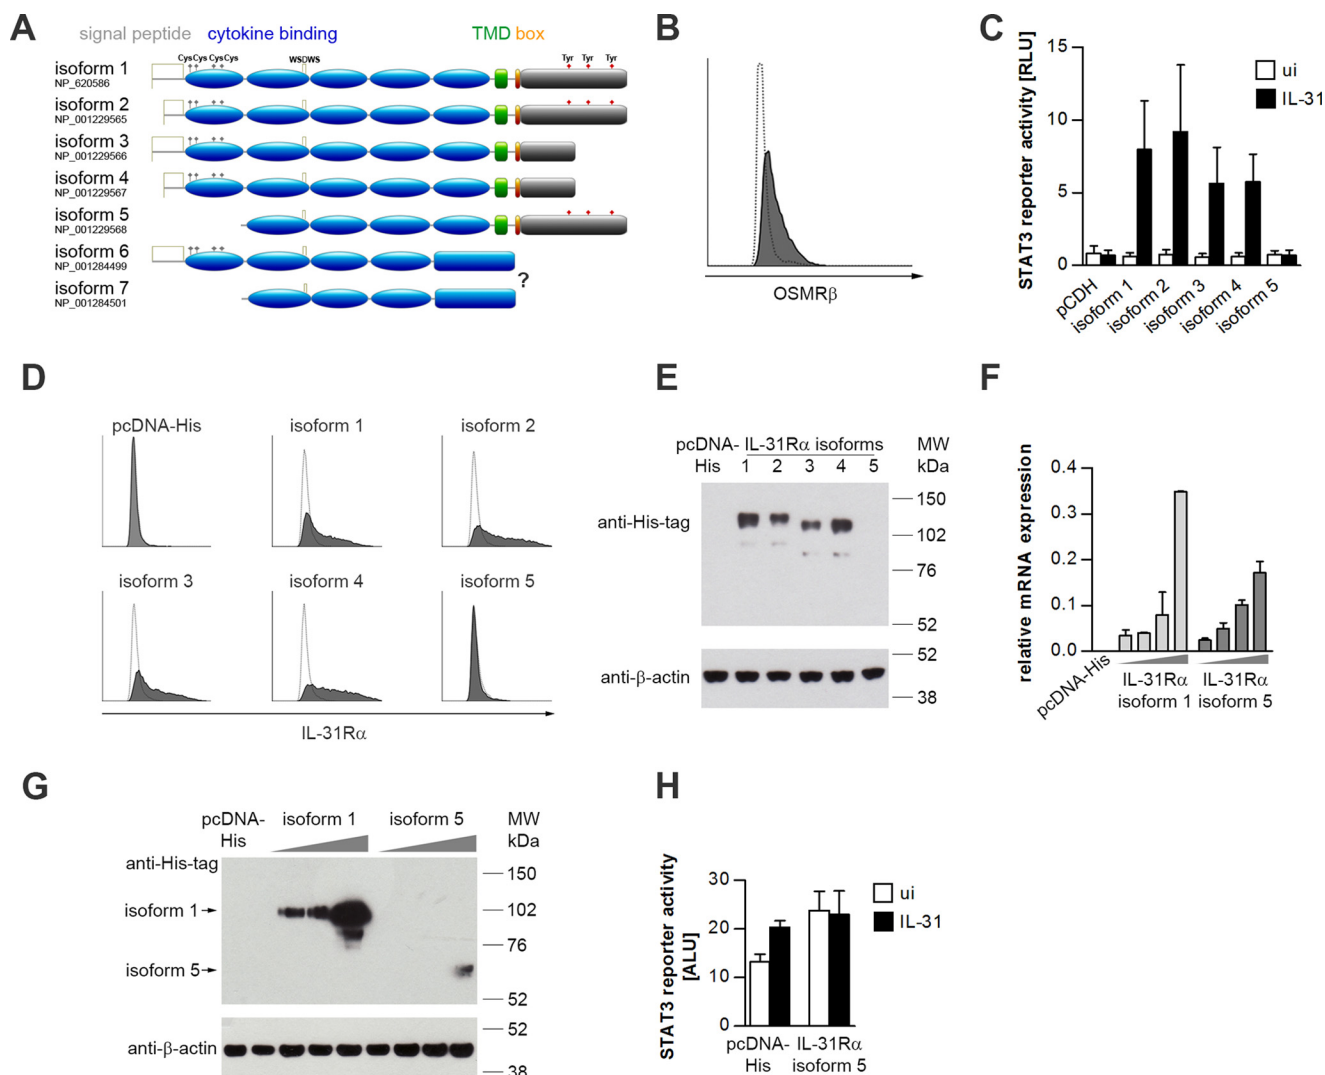 A
signal peptide cytokine binding TMD box
CysCys CysCys WSDWS Tyr Tyr Tyr
isoform 1
NP_620586
isoform 2
NP_001229565
isoform 3
NP_001229566
isoform 4
NP_001229567
isoform 5
NP_001229568
isoform 6
NP_001284499
isoform 7
NP_001284501
?
B
OSMRβ
C
STAT3 reporter activity [RLU]
15
10
5
0
ui
IL-31
pCDH
isoform 1
isoform 2
isoform 3
isoform 4
isoform 5
D
pcDNA-His isoform 1 isoform 2
isoform 3 isoform 4 isoform 5
IL-31Rα
E
pcDNA- IL-31Rα isoforms MW
His 1 2 3 4 5 kDa
anti-His-tag
150
102
76
52
52
anti-β-actin
38
F
relative mRNA expression
0.4
0.3
0.2
0.1
0.0
pcDNA-His
IL-31Rα IL-31Rα
isoform 1 isoform 5
G
pcDNA- isoform 1 isoform 5 MW
His kDa
anti-His-tag
150
isoform 1 102
76
isoform 5
52
52
anti-β-actin
38
H
STAT3 reporter activity
[ALU]
30
20
10
0
ui
IL-31
pcDNA- IL-31Rα
His isoform 5